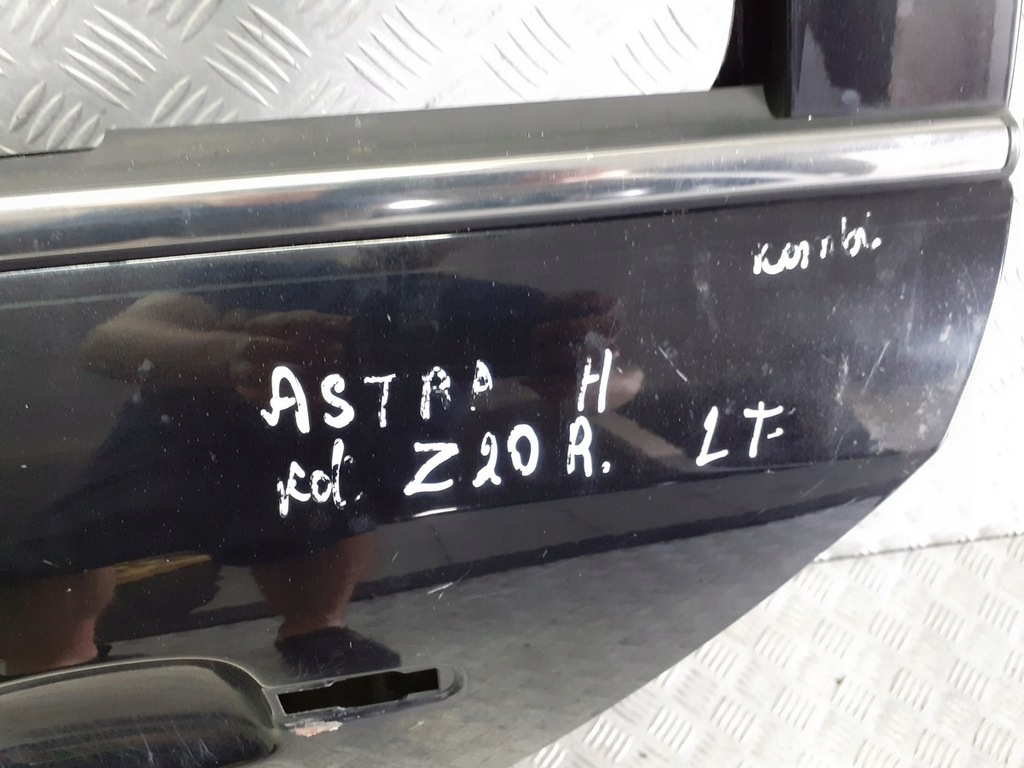 kombi.
ASTRA H
kol. Z20R. LT